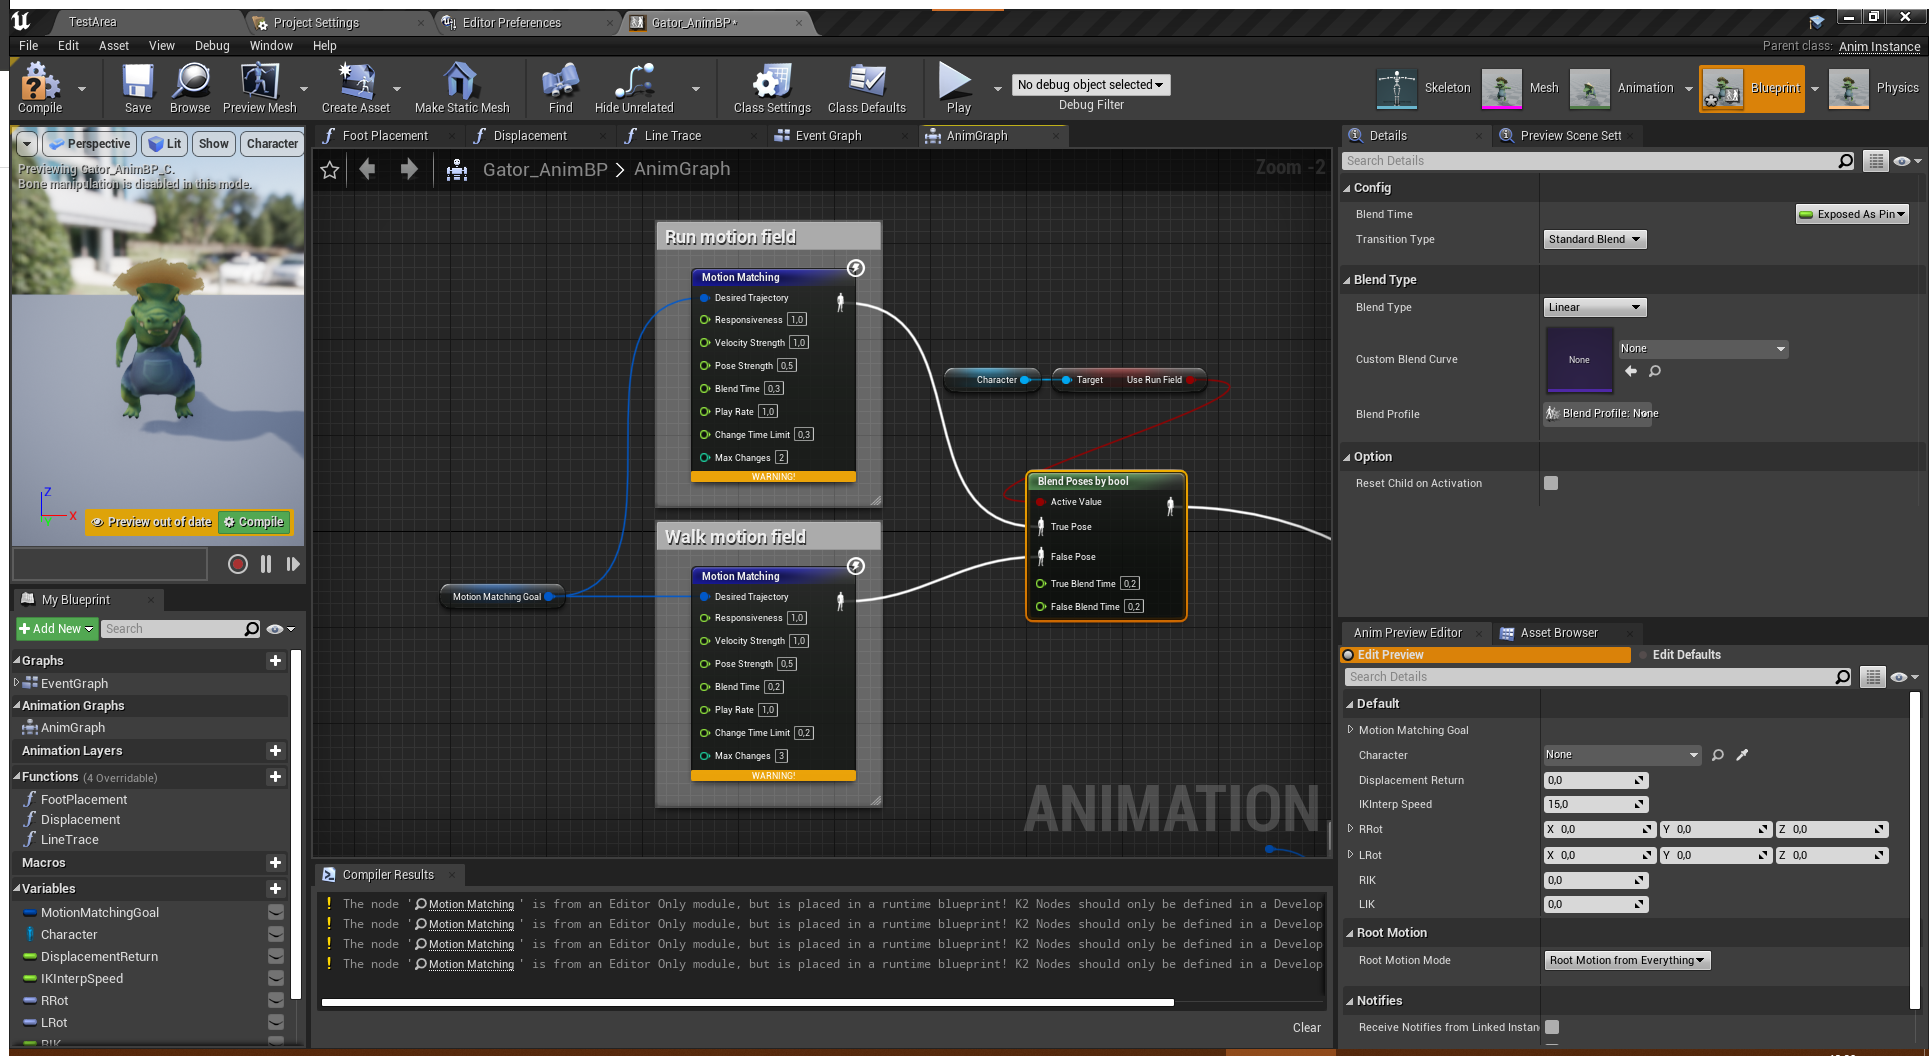 TestArea
Project Settings
Editor Preferences
Gator_AnimBP*
File Edit Asset View Debug Window Help
Parent class: Anim Instance
Compile
Save
Browse
Preview Mesh
Create Asset
Make Static Mesh
Find
Hide Unrelated
Class Settings
Class Defaults
Play
No debug object selected
Debug Filter
Skeleton
Mesh
Animation
Blueprint
Physics
Perspective
Lit
Show
Character
Previewing Gator_AnimBP_C.
Bone manipulation is disabled in this mode.
Z
X
Y
Preview out of date
Compile
My Blueprint
Add New
Search
Graphs
EventGraph
Animation Graphs
AnimGraph
Animation Layers
Functions (4 Overridable)
FootPlacement
Displacement
LineTrace
Macros
Variables
MotionMatchingGoal
Character
DisplacementReturn
IKInterpSpeed
RRot
LRot
RIK
Foot Placement
Displacement
Line Trace
Event Graph
AnimGraph
Gator_AnimBP > AnimGraph
Zoom -2
Run motion field
Motion Matching
Desired Trajectory
Responsiveness 1,0
Velocity Strength 1,0
Pose Strength 0,5
Blend Time 0,3
Play Rate 1,0
Change Time Limit 0,3
Max Changes 2
WARNING!
Walk motion field
Motion Matching
Desired Trajectory
Responsiveness 1,0
Velocity Strength 1,0
Pose Strength 0,5
Blend Time 0,2
Play Rate 1,0
Change Time Limit 0,2
Max Changes 3
WARNING!
Motion Matching Goal
Character
Target Use Run Field
Blend Poses by bool
Active Value
True Pose
False Pose
True Blend Time 0,2
False Blend Time 0,2
ANIMATION
Compiler Results
! The node ' Motion Matching ' is from an Editor Only module, but is placed in a runtime blueprint! K2 Nodes should only be defined in a Develop
! The node ' Motion Matching ' is from an Editor Only module, but is placed in a runtime blueprint! K2 Nodes should only be defined in a Develop
! The node ' Motion Matching ' is from an Editor Only module, but is placed in a runtime blueprint! K2 Nodes should only be defined in a Develop
! The node ' Motion Matching ' is from an Editor Only module, but is placed in a runtime blueprint! K2 Nodes should only be defined in a Develop
Clear
Details
Preview Scene Sett
Search Details
Config
Blend Time Exposed As Pin
Transition Type Standard Blend
Blend Type
Blend Type Linear
Custom Blend Curve None None
Blend Profile Blend Profile: None
Option
Reset Child on Activation
Anim Preview Editor
Asset Browser
Edit Preview
Edit Defaults
Search Details
Default
Motion Matching Goal
Character None
Displacement Return 0,0
IKInterp Speed 15,0
RRot X 0,0 Y 0,0 Z 0,0
LRot X 0,0 Y 0,0 Z 0,0
RIK 0,0
LIK 0,0
Root Motion
Root Motion Mode Root Motion from Everything
Notifies
Receive Notifies from Linked Instan